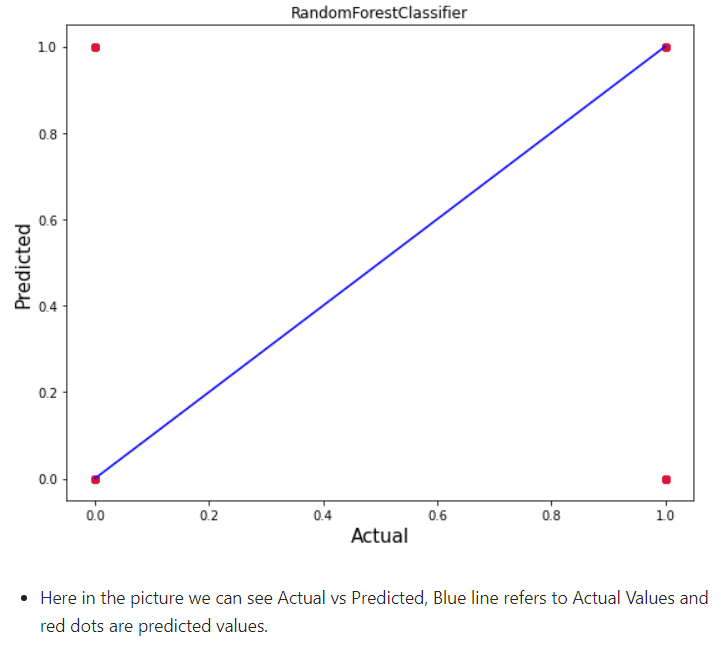 RandomForestClassifier
1.0
0.8
0.6
0.4
0.2
0.0
Predicted
0.0 0.2 0.4 0.6 0.8 1.0
Actual
Here in the picture we can see Actual vs Predicted, Blue line refers to Actual Values and
red dots are predicted values.